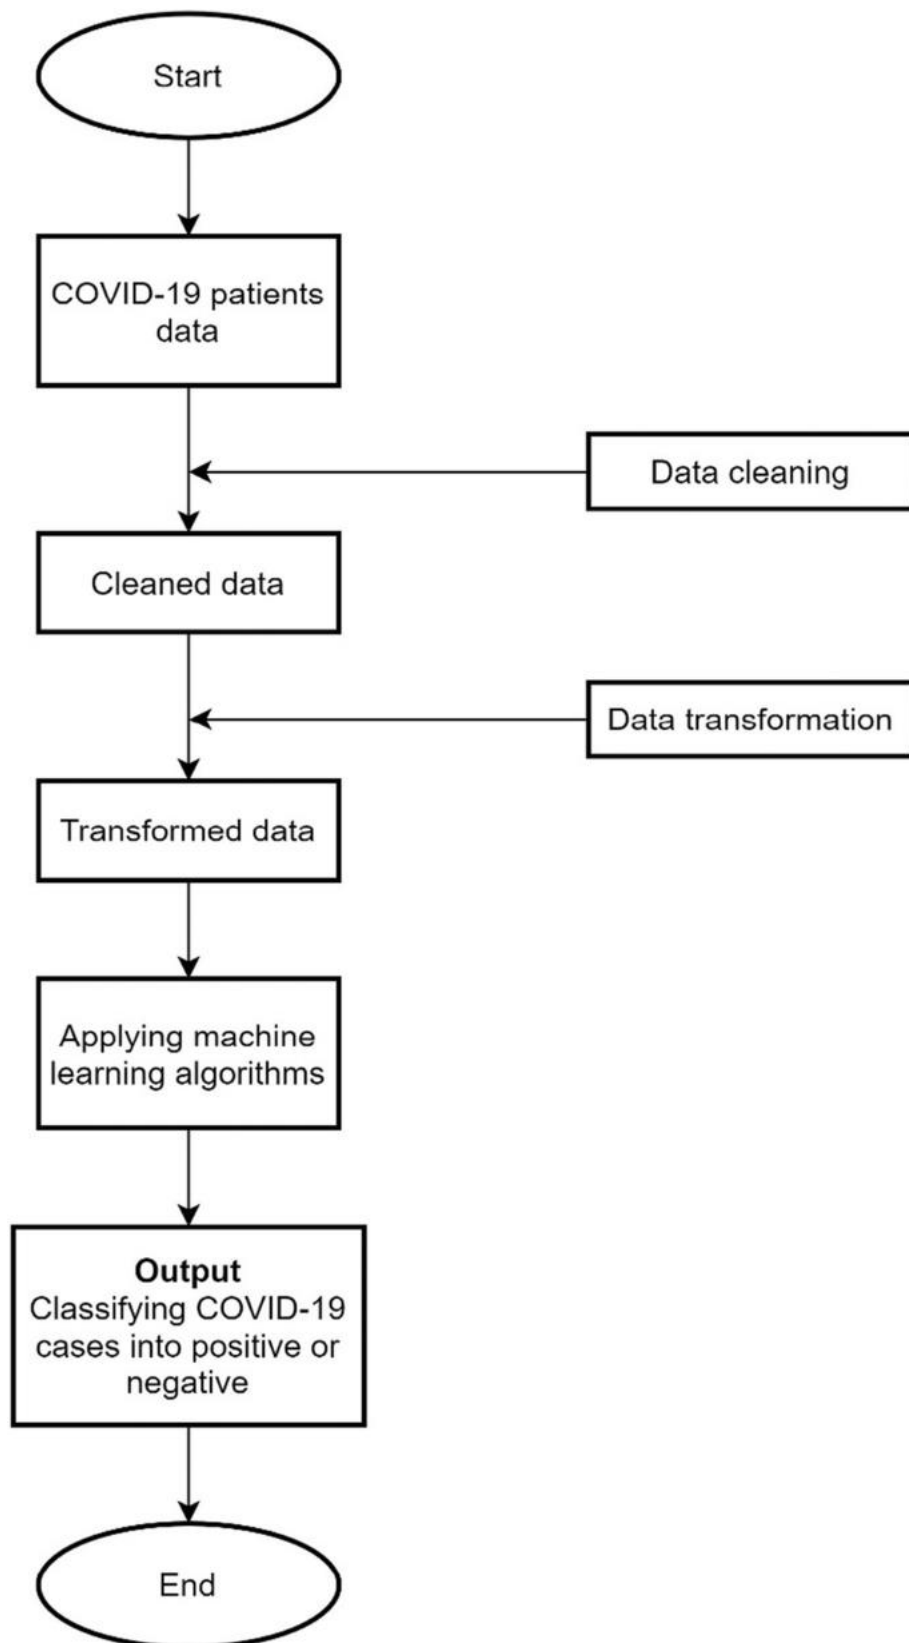 Start
COVID-19 patients
data
Data cleaning
Cleaned data
Data transformation
Transformed data
Applying machine
learning algorithms
Output
Classifying COVID-19
cases into positive or
negative
End